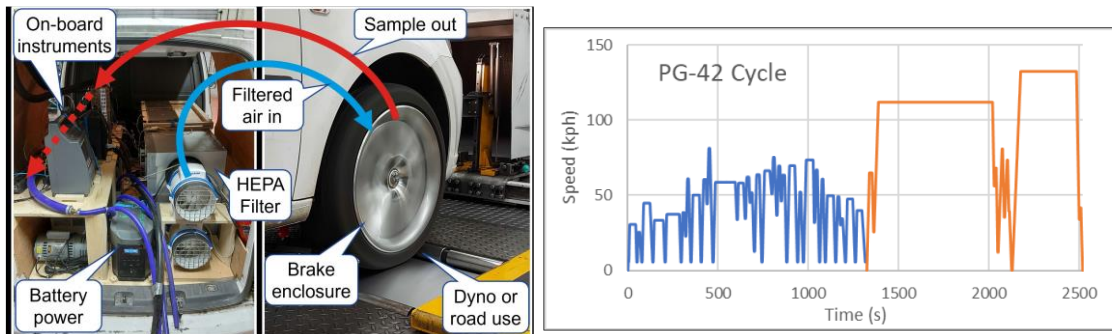 On-board
instruments
Sample out
Filtered
air in
HEPA
Filter
Battery
power
Brake
enclosure
Dyno or
road use
PG-42 Cycle
Speed (kph)
150
100
50
0
0 500 1000 1500 2000 2500
Time (s)